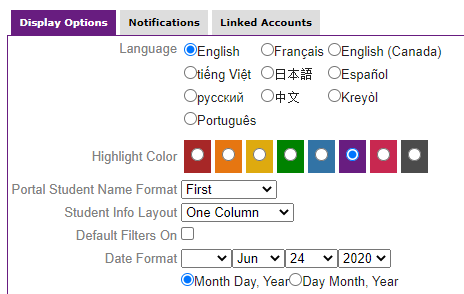 Display Options Notifications Linked Accounts
Language English Français English (Canada)
tiếng Việt 日本語 Español
русский 中文 Kreyòl
Português
Highlight Color
Portal Student Name Format First
Student Info Layout One Column
Default Filters On
Date Format Jun 24 2020
Month Day, Year Day Month, Year